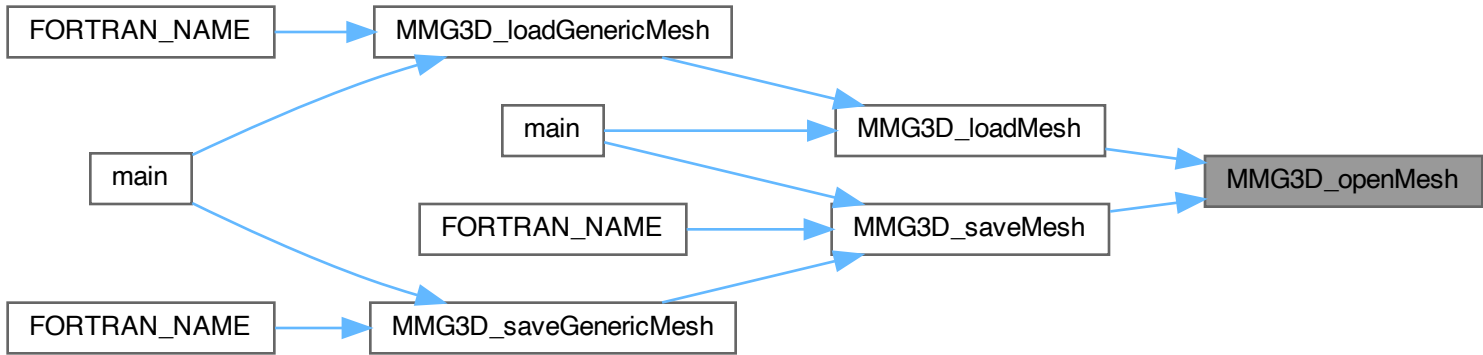 FORTRAN_NAME
MMG3D_loadGenericMesh
main
MMG3D_loadMesh
main
MMG3D_openMesh
FORTRAN_NAME
MMG3D_saveMesh
FORTRAN_NAME
MMG3D_saveGenericMesh